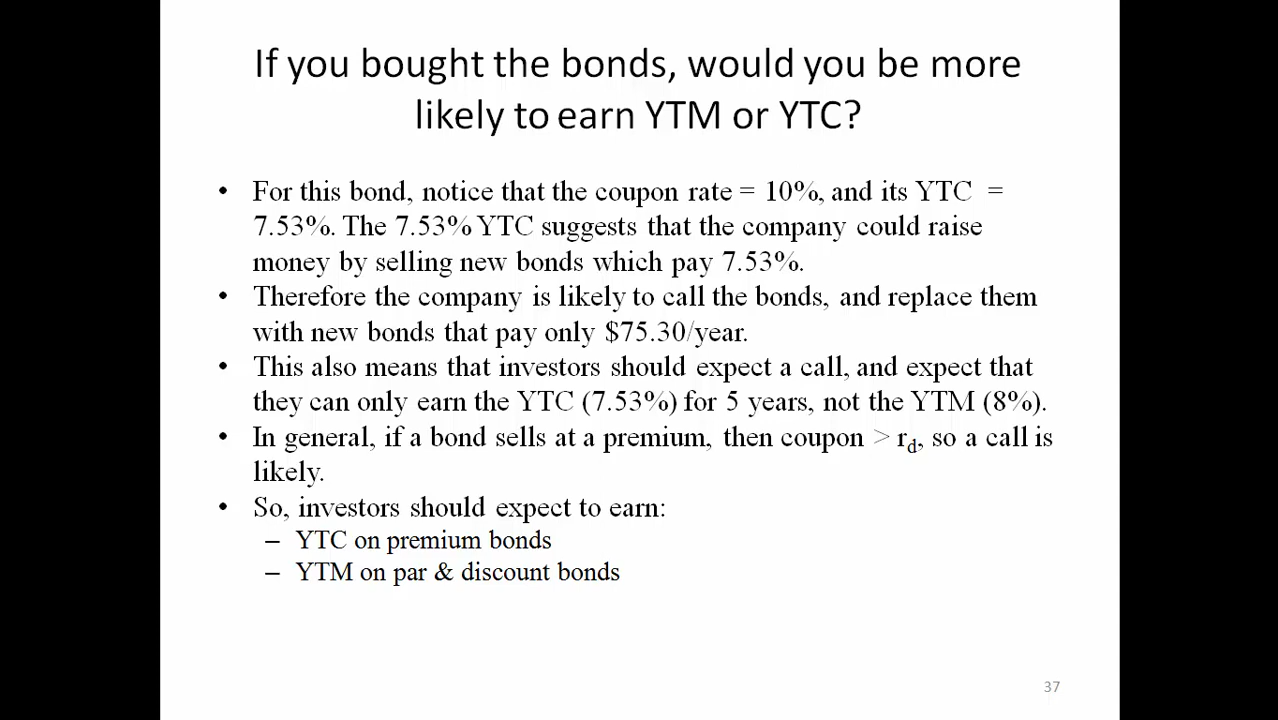 If you bought the bonds, would you be more
likely to earn YTM or YTC?
• For this bond, notice that the coupon rate = 10%, and its YTC =
7.53%. The 7.53% YTC suggests that the company could raise
money by selling new bonds which pay 7.53%.
• Therefore the company is likely to call the bonds, and replace them
with new bonds that pay only $75.30/year.
• This also means that investors should expect a call, and expect that
they can only earn the YTC (7.53%) for 5 years, not the YTM (8%).
• In general, if a bond sells at a premium, then coupon > rd, so a call is
likely.
• So, investors should expect to earn:
– YTC on premium bonds
– YTM on par & discount bonds
37